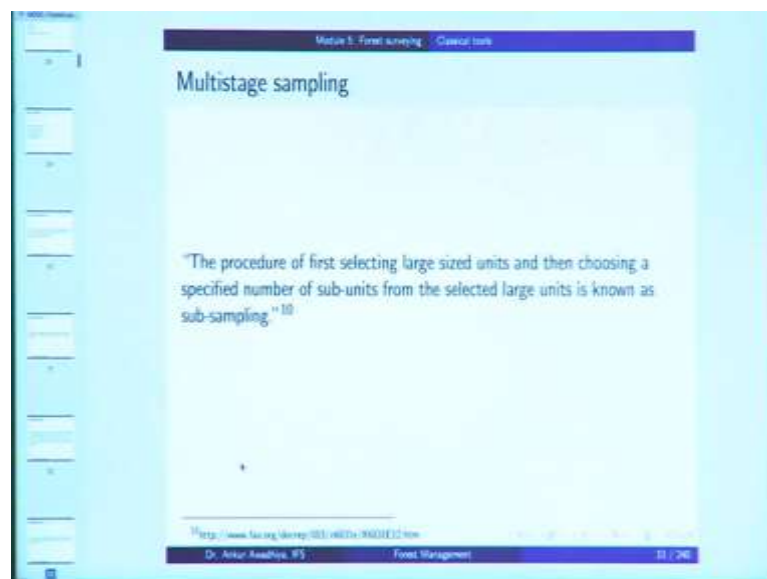 Module 5: Forest surveying Classical tools
Multistage sampling
"The procedure of first selecting large sized units and then choosing a
specified number of sub-units from the selected large units is known as
sub-sampling."10
Dr. Ankur Awadhiya, IFS Forest Management